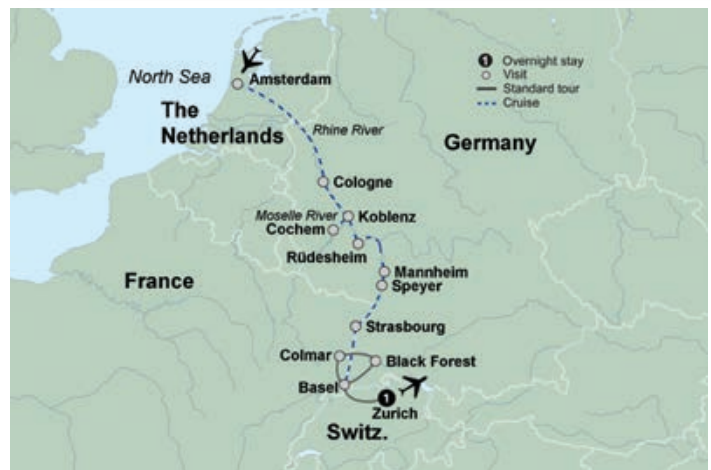 1 Overnight stay
Visit
Standard tour
Cruise
North Sea
Amsterdam
The
Netherlands
Rhine River
Germany
Cologne
Moselle River
Koblenz
Cochem
Rüdesheim
France
Mannheim
Speyer
Strasbourg
Colmar
Black Forest
Basel
1
Zurich
Switz.